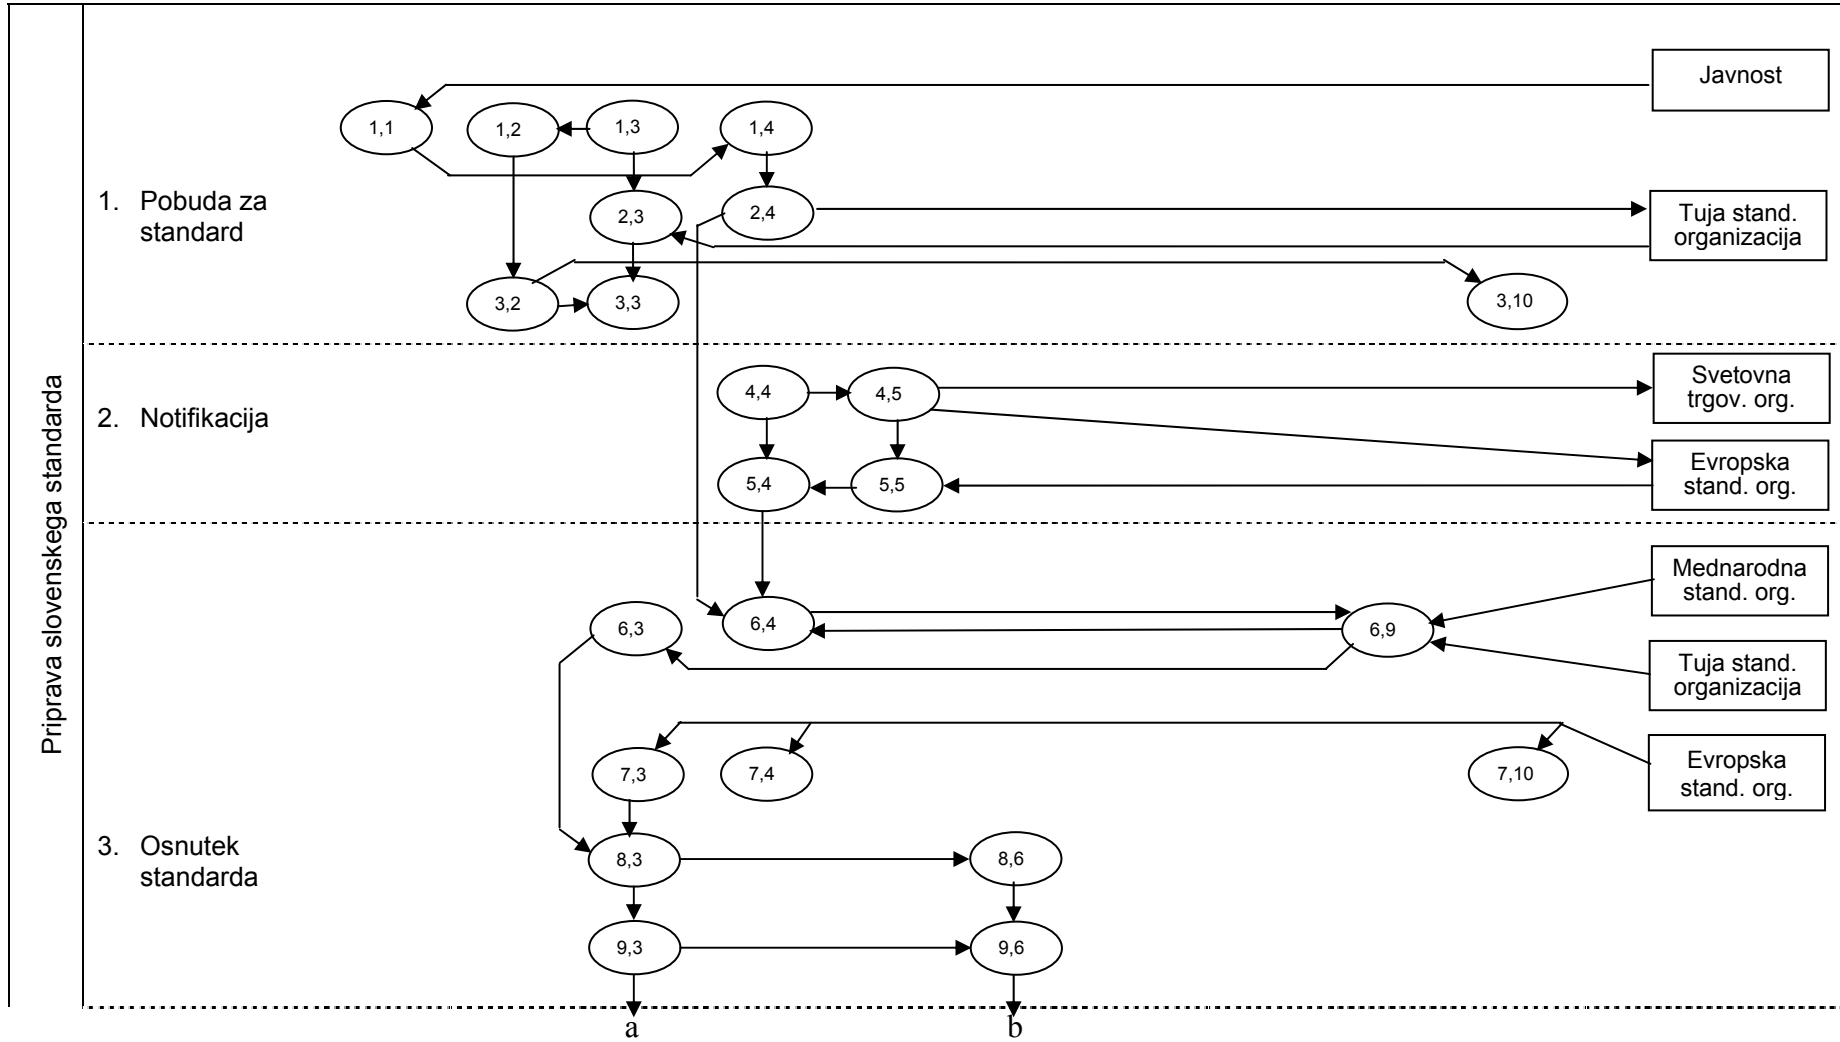 Javnost
1,1
1,2
1,3
1,4
1. Pobuda za
standard
2,3
2,4
Tuja stand.
organizacija
3,2
3,3
3,10
Priprava slovenskega standarda
2. Notifikacija
4,4
4,5
Svetovna
trgov. org.
5,4
5,5
Evropska
stand. org.
Mednarodna
stand. org.
6,3
6,4
6,9
Tuja stand.
organizacija
7,3
7,4
7,10
Evropska
stand. org.
3. Osnutek
standarda
8,3
8,6
9,3
9,6
a
b